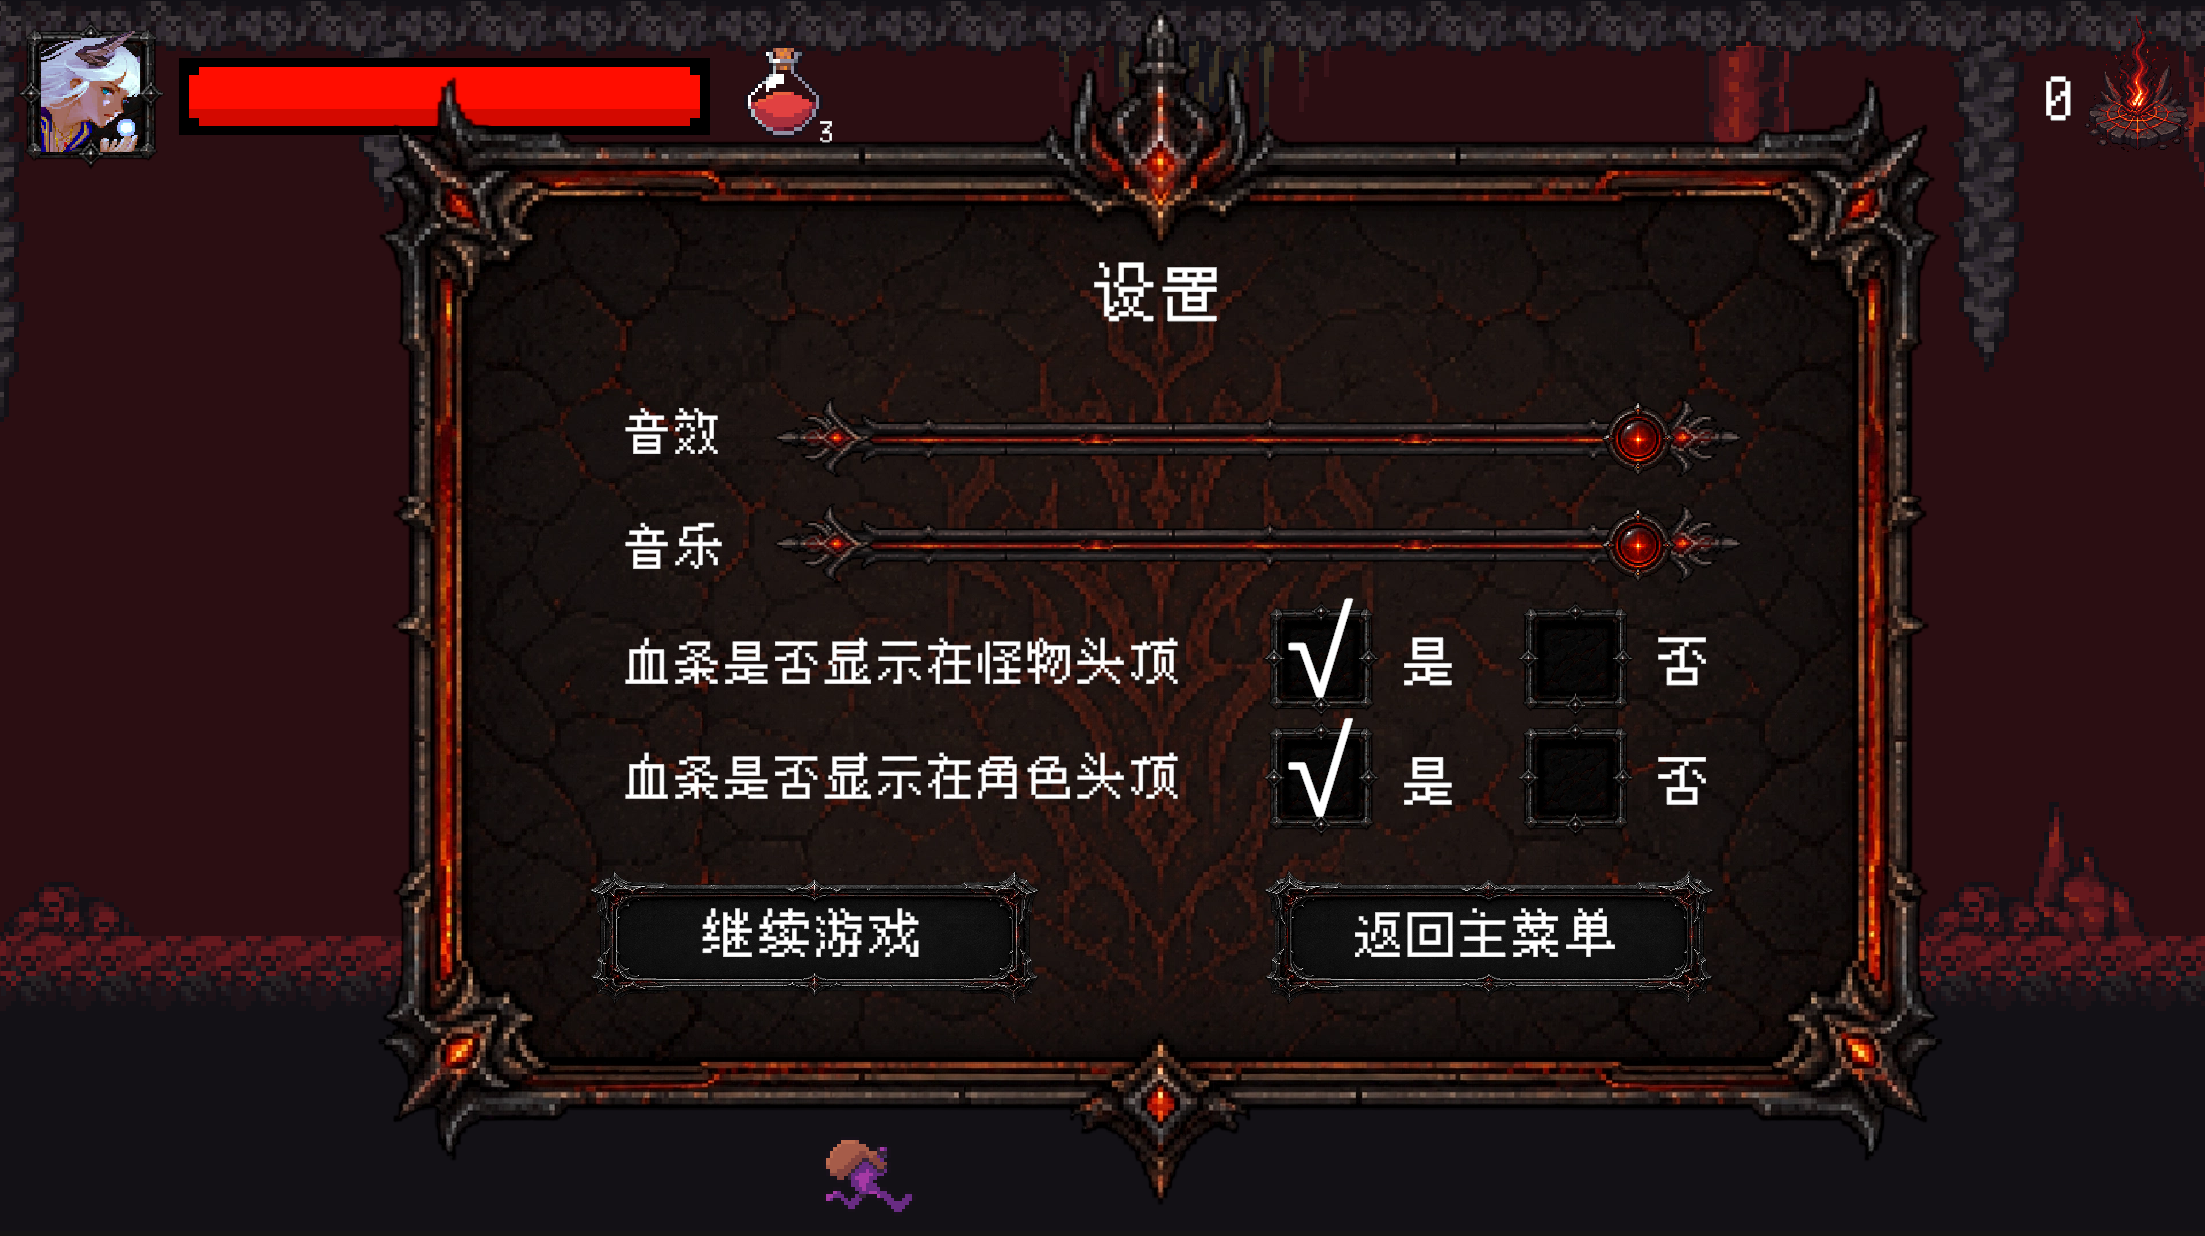 3
0
设置
音效
音乐
血条是否显示在怪物头顶 √ 是 否
血条是否显示在角色头顶 √ 是 否
继续游戏 返回主菜单